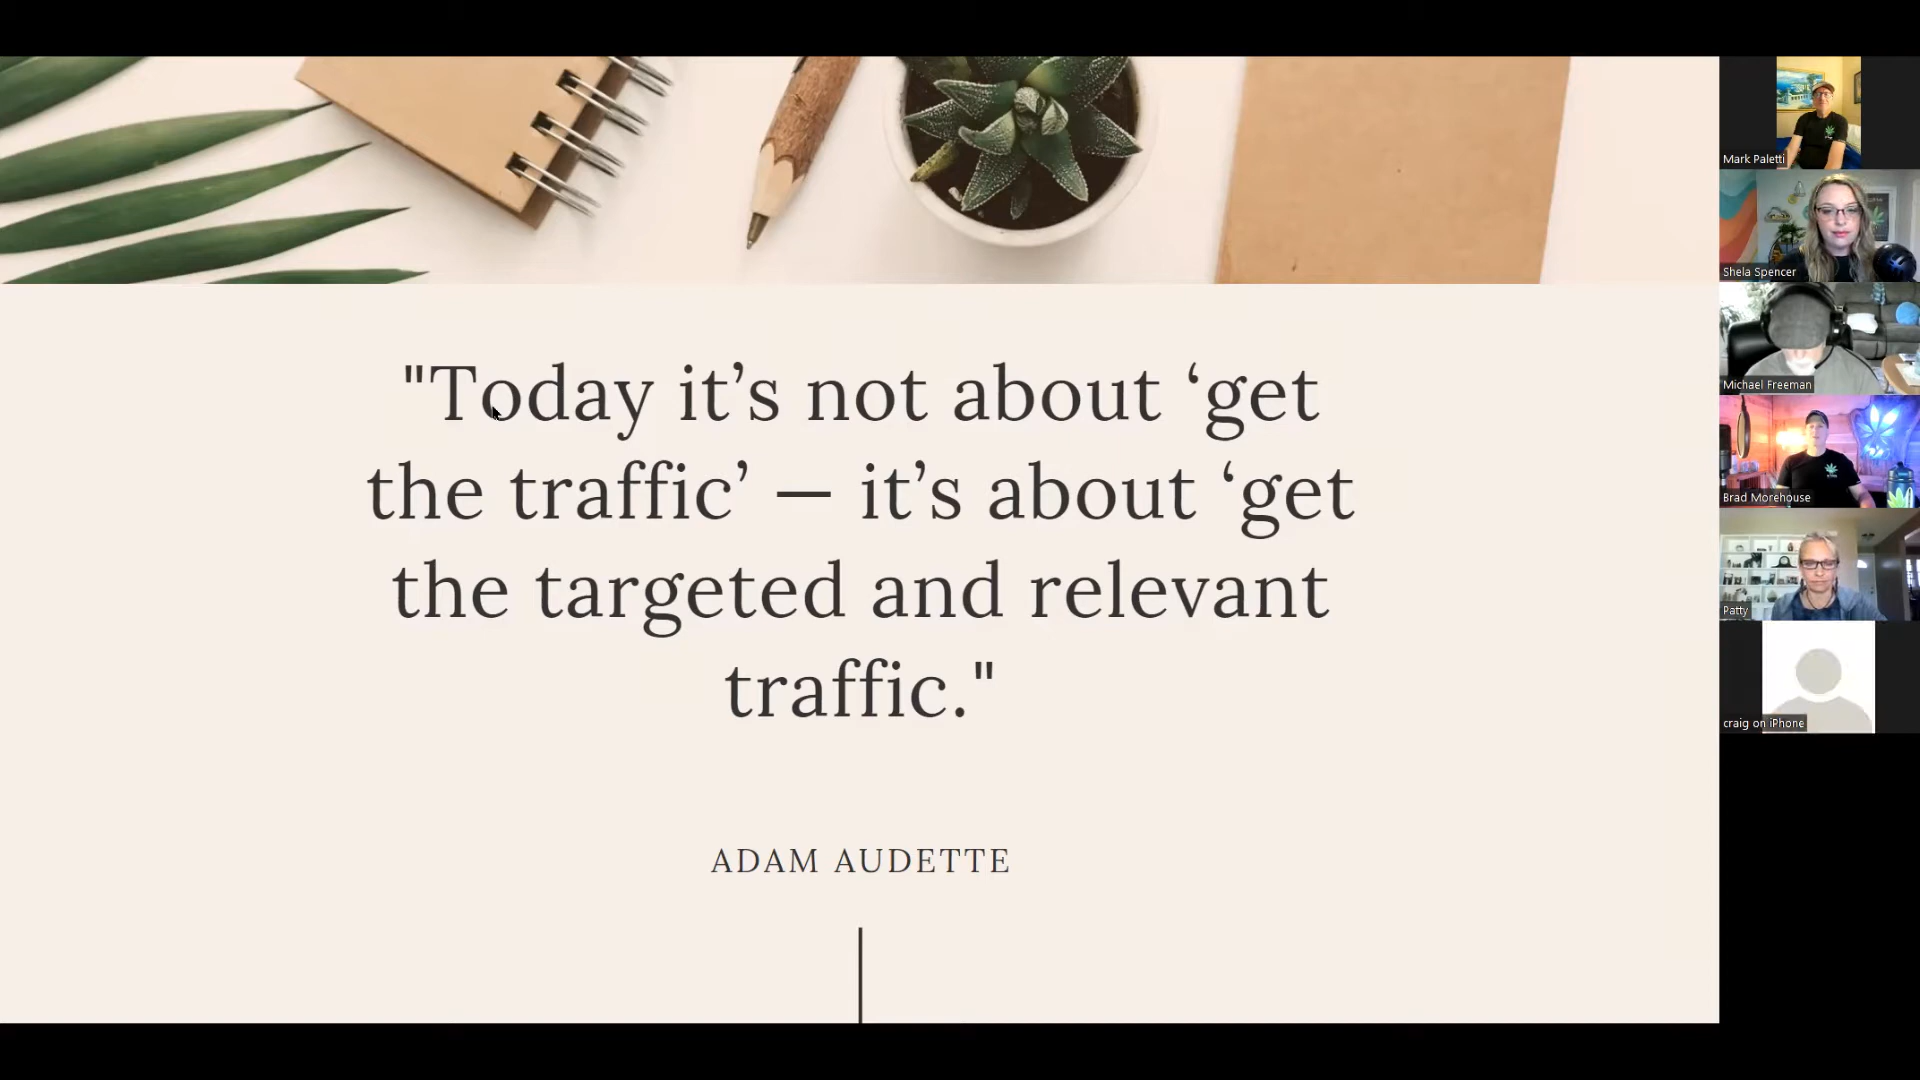 "Today it’s not about ‘get
the traffic’ — it’s about ‘get
the targeted and relevant
traffic."
ADAM AUDETTE
Mark Paletti
Shela Spencer
Michael Freeman
Brad Morehouse
Patty
craig on iPhone